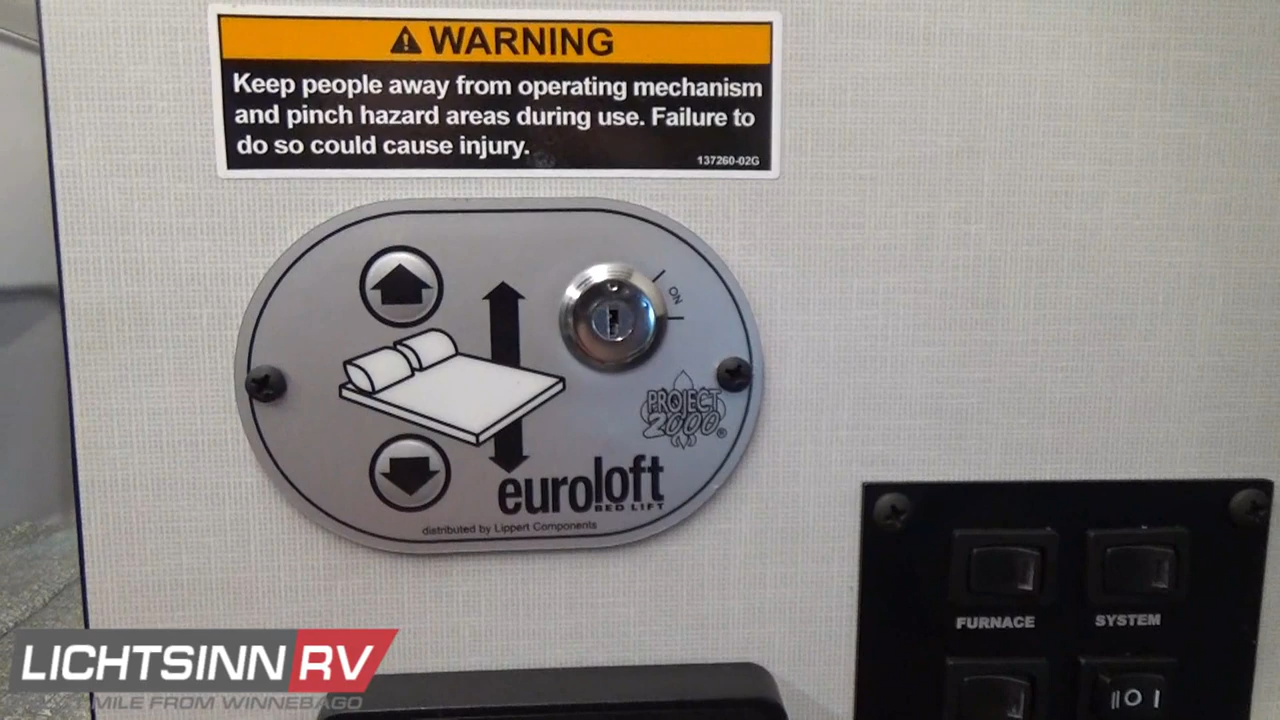 WARNING
Keep people away from operating mechanism
and pinch hazard areas during use. Failure to
do so could cause injury.
137260-02G
ON
PROJECT
2000®
euroloft
BED LIFT
distributed by Lippert Components
FURNACE
SYSTEM
LICHTSINN RV
MILE FROM WINNEBAGO